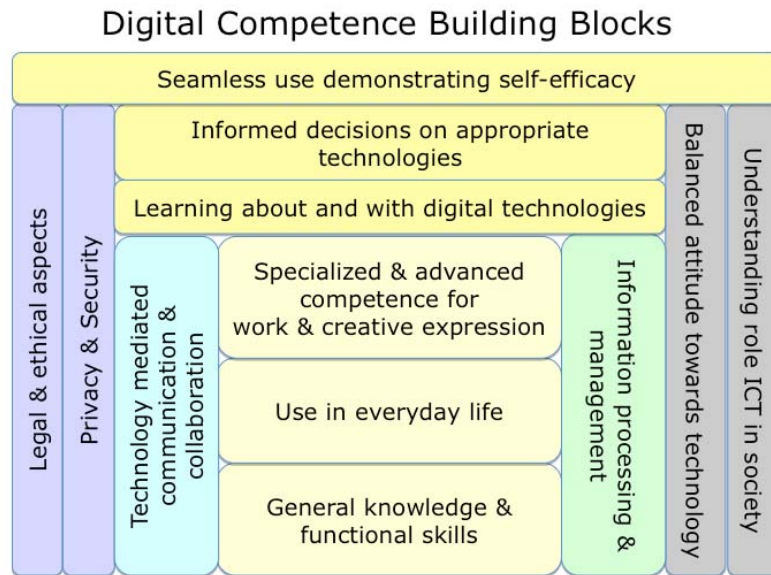 Digital Competence Building Blocks
Seamless use demonstrating self-efficacy
Legal & ethical aspects
Privacy & Security
Informed decisions on appropriate
technologies
Learning about and with digital technologies
Technology mediated
communication &
collaboration
Specialized & advanced
competence for
work & creative expression
Use in everyday life
General knowledge &
functional skills
Information processing &
management
Balanced attitude towards technology
Understanding role ICT in society